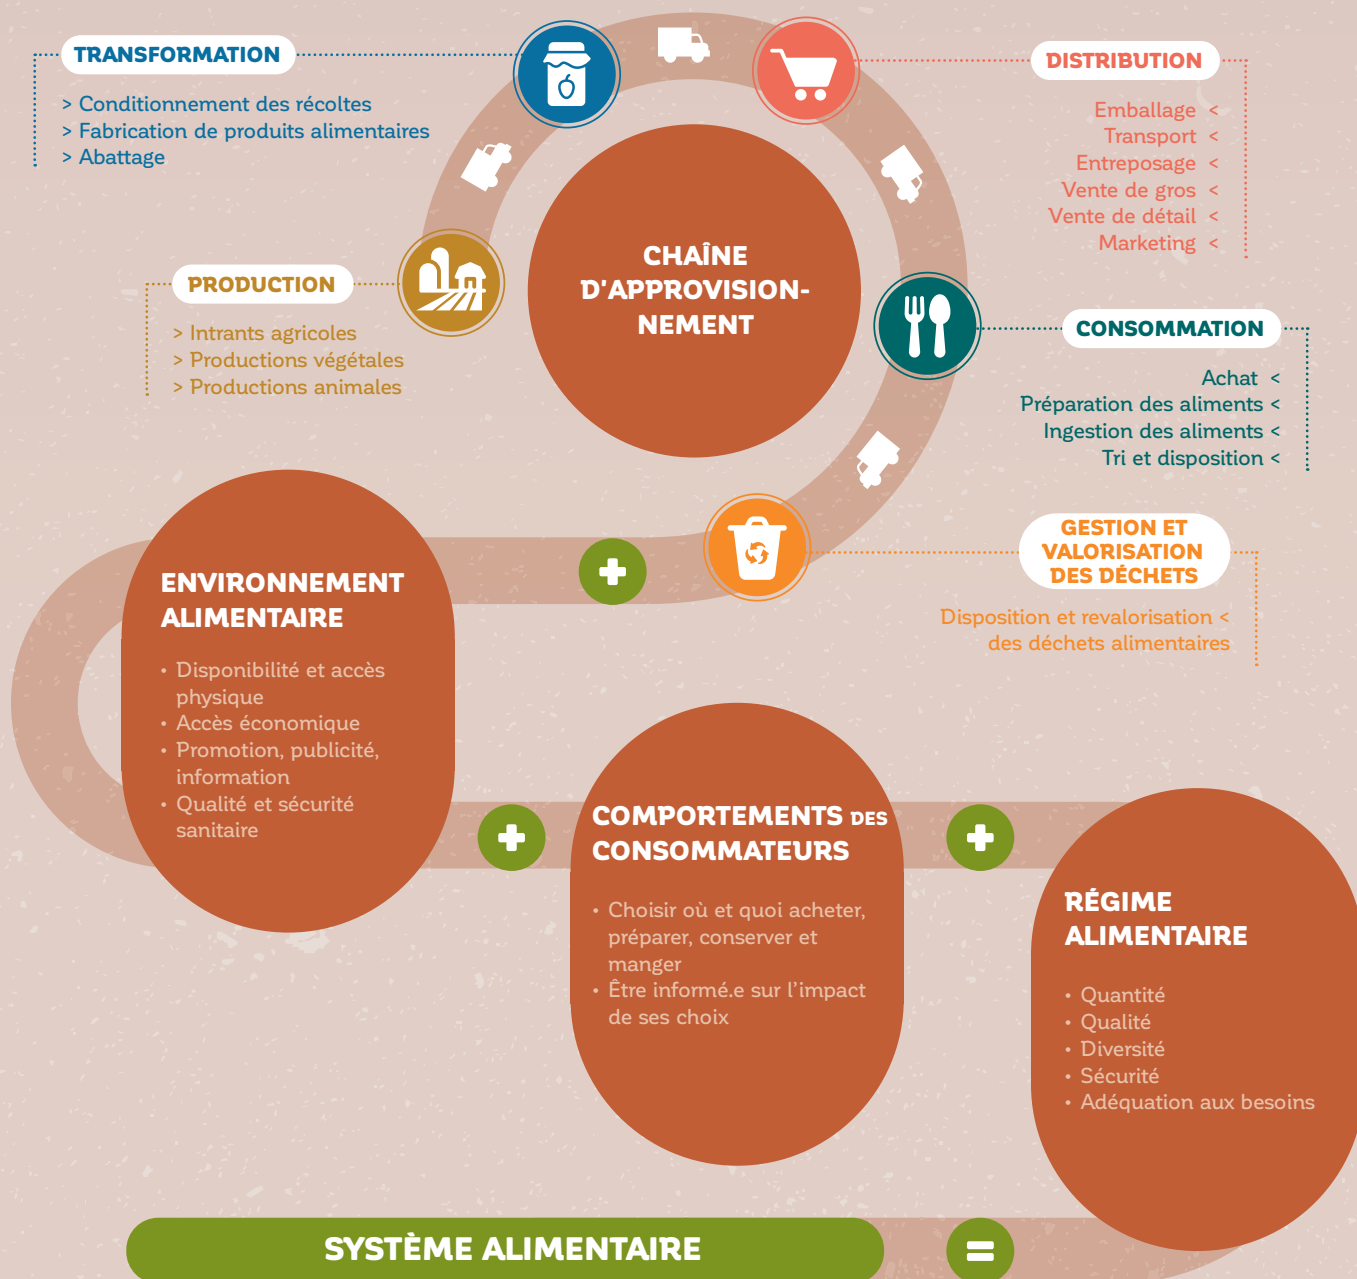 TRANSFORMATION
> Conditionnement des récoltes
> Fabrication de produits alimentaires
> Abattage
DISTRIBUTION
Emballage <
Transport <
Entreposage <
Vente de gros <
Vente de détail <
Marketing <
CHAÎNE
D'APPROVISION-
NEMENT
PRODUCTION
> Intrants agricoles
> Productions végétales
> Productions animales
CONSOMMATION
Achat <
Préparation des aliments <
Ingestion des aliments <
Tri et disposition <
GESTION ET
VALORISATION
DES DÉCHETS
Disposition et revalorisation <
des déchets alimentaires
ENVIRONNEMENT
ALIMENTAIRE
• Disponibilité et accès
physique
• Accès économique
• Promotion, publicité,
information
• Qualité et sécurité
sanitaire
COMPORTEMENTS DES
CONSOMMATEURS
• Choisir où et quoi acheter,
préparer, conserver et
manger
• Être informé.e sur l'impact
de ses choix
RÉGIME
ALIMENTAIRE
• Quantité
• Qualité
• Diversité
• Sécurité
• Adéquation aux besoins
SYSTÈME ALIMENTAIRE